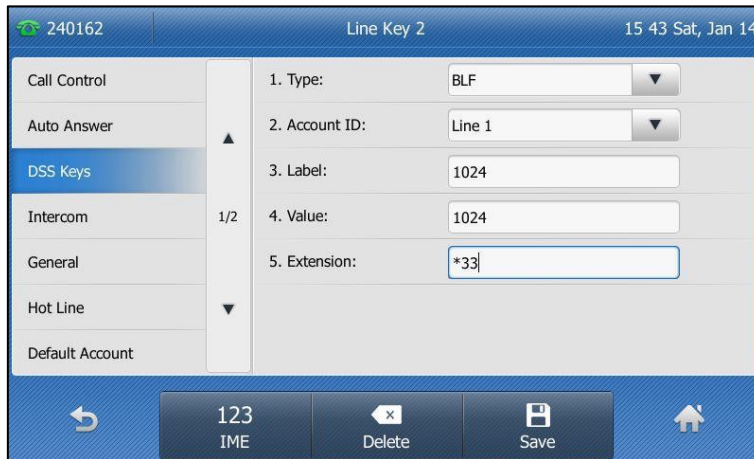 240162 Line Key 2 15 43 Sat, Jan 14
Call Control
Auto Answer
DSS Keys
Intercom
General
Hot Line
Default Account
1/2
1. Type: BLF
2. Account ID: Line 1
3. Label: 1024
4. Value: 1024
5. Extension: *33
123
IME
Delete
Save